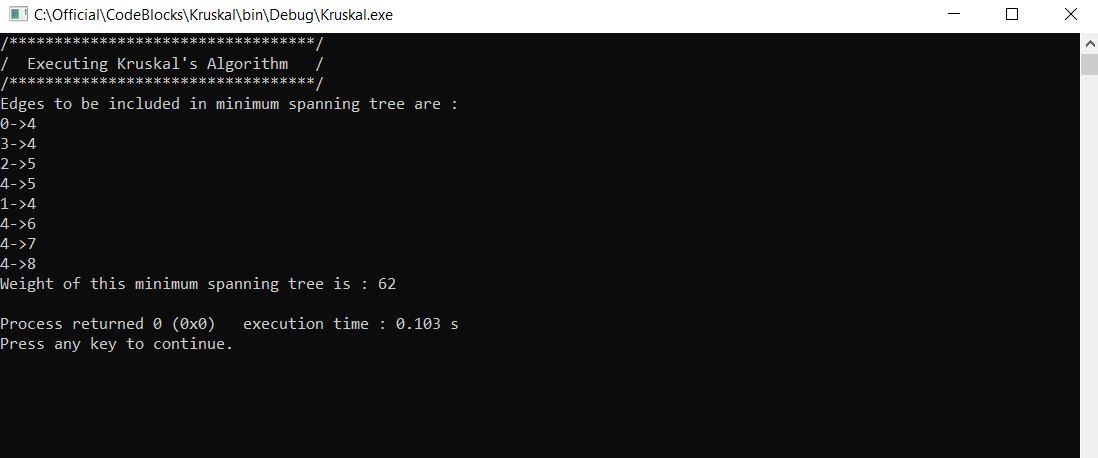 C:\Official\CodeBlocks\Kruskal\bin\Debug\Kruskal.exe
/**********************************/
/  Executing Kruskal's Algorithm   /
/**********************************/
Edges to be included in minimum spanning tree are :
0->4
3->4
2->5
4->5
1->4
4->6
4->7
4->8
Weight of this minimum spanning tree is : 62
Process returned 0 (0x0)   execution time : 0.103 s
Press any key to continue.